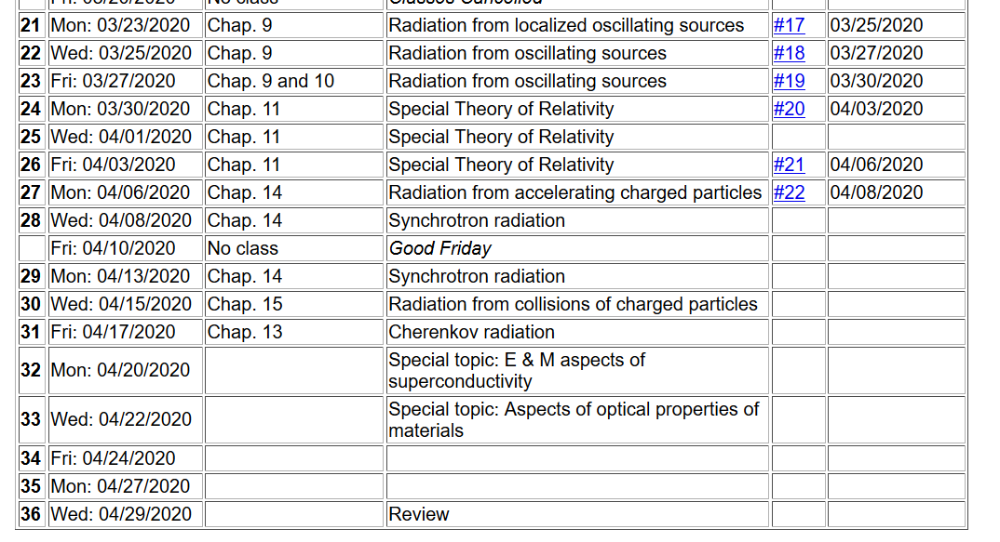 Fri: 03/20/2020 No class Classes Cancelled
21 Mon: 03/23/2020 Chap. 9 Radiation from localized oscillating sources #17 03/25/2020
22 Wed: 03/25/2020 Chap. 9 Radiation from oscillating sources #18 03/27/2020
23 Fri: 03/27/2020 Chap. 9 and 10 Radiation from oscillating sources #19 03/30/2020
24 Mon: 03/30/2020 Chap. 11 Special Theory of Relativity #20 04/03/2020
25 Wed: 04/01/2020 Chap. 11 Special Theory of Relativity
26 Fri: 04/03/2020 Chap. 11 Special Theory of Relativity #21 04/06/2020
27 Mon: 04/06/2020 Chap. 14 Radiation from accelerating charged particles #22 04/08/2020
28 Wed: 04/08/2020 Chap. 14 Synchrotron radiation
Fri: 04/10/2020 No class Good Friday
29 Mon: 04/13/2020 Chap. 14 Synchrotron radiation
30 Wed: 04/15/2020 Chap. 15 Radiation from collisions of charged particles
31 Fri: 04/17/2020 Chap. 13 Cherenkov radiation
32 Mon: 04/20/2020 Special topic: E & M aspects of
superconductivity
33 Wed: 04/22/2020 Special topic: Aspects of optical properties of
materials
34 Fri: 04/24/2020
35 Mon: 04/27/2020
36 Wed: 04/29/2020 Review